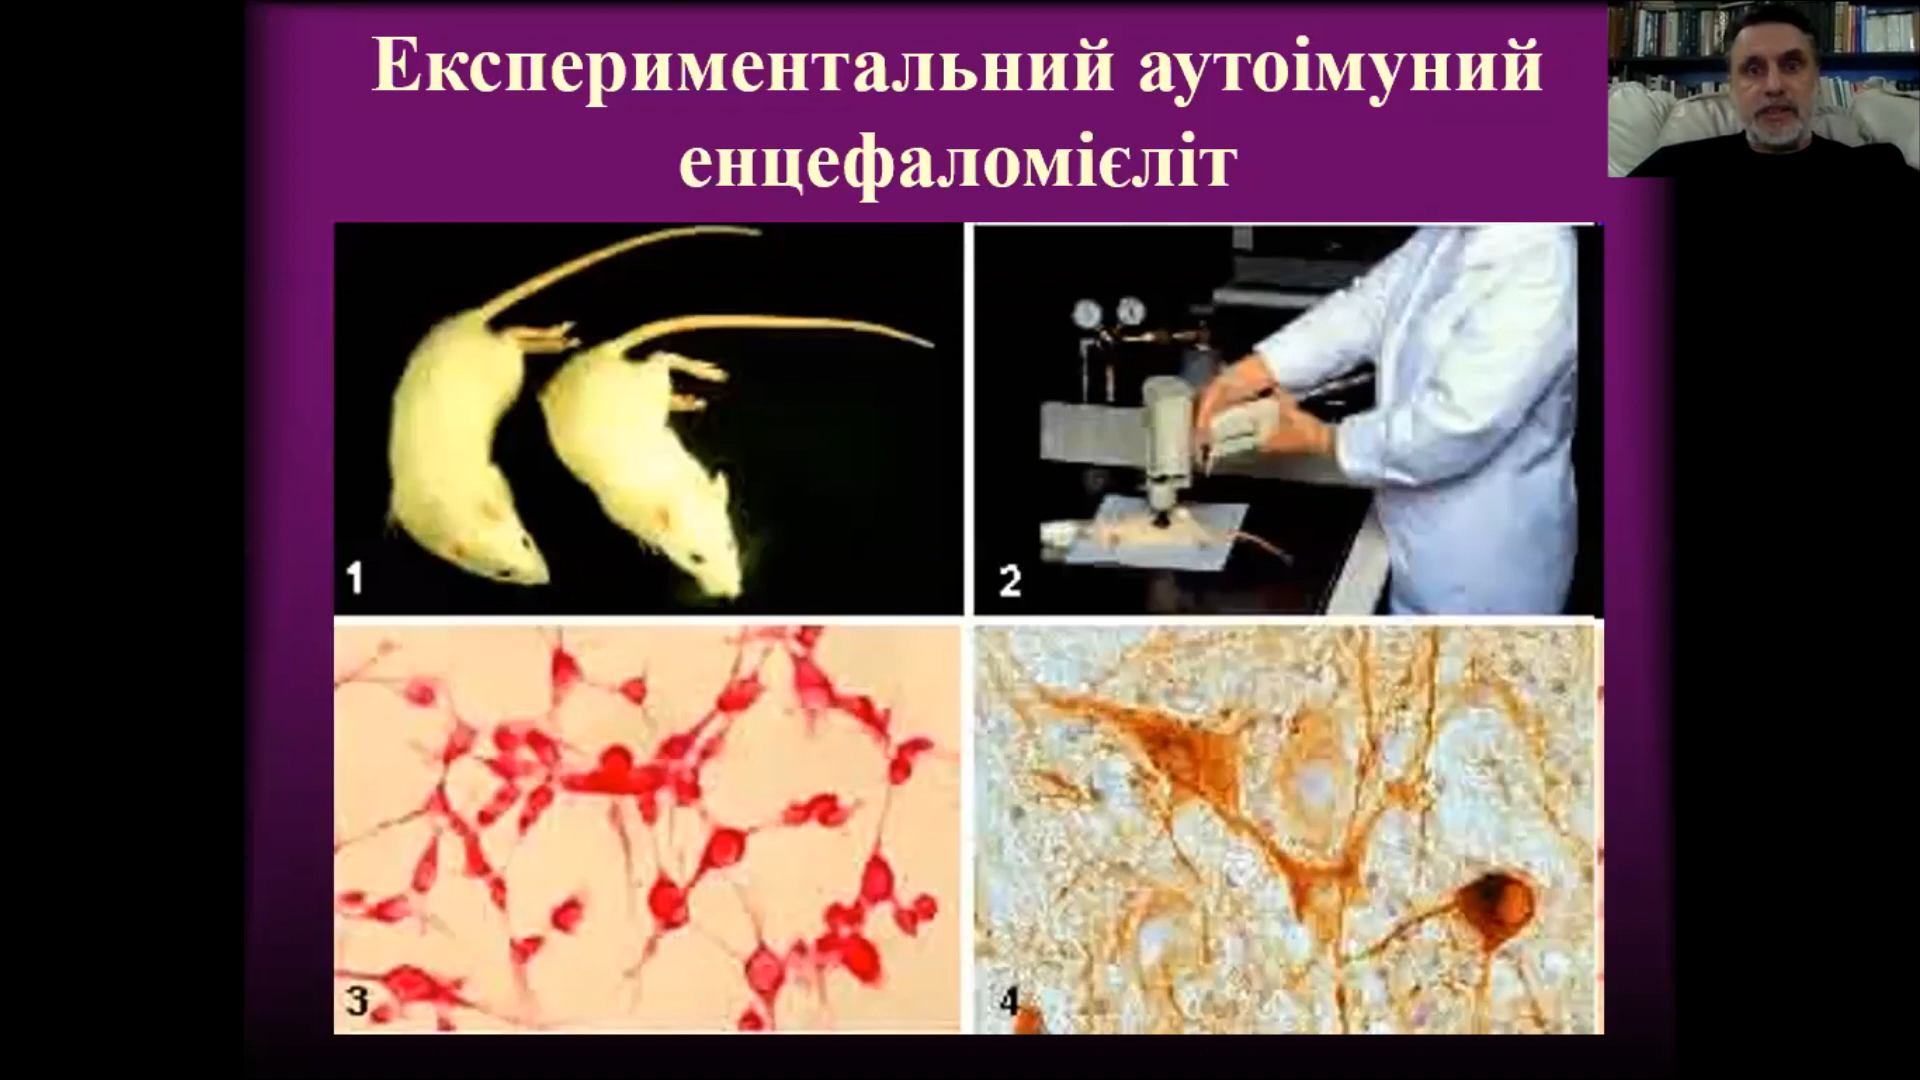 Експериментальний аутоімуний
енцефаломієліт
1
2
3
4